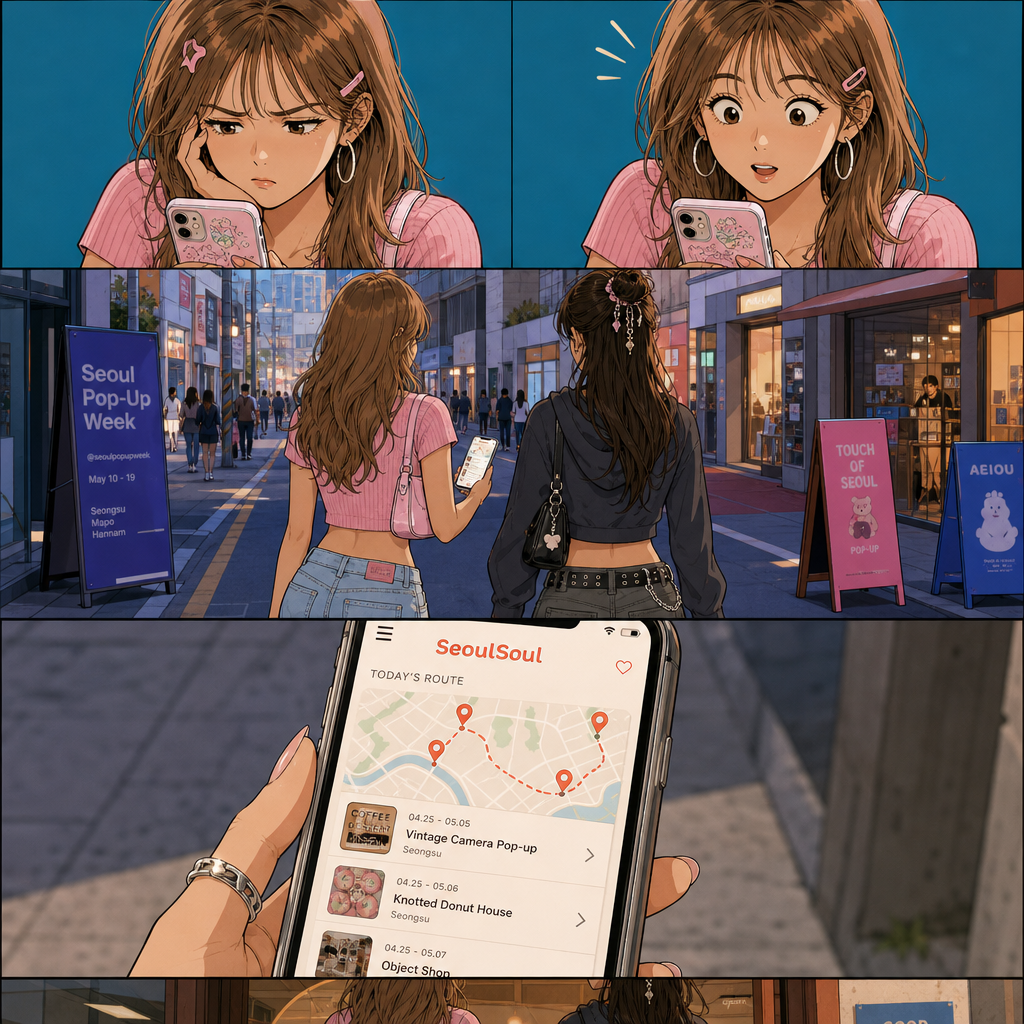 Seoul
Pop-Up
Week
@seoulpopupweek
May 10 - 19
Seongsu
Mapo
Hannam
TOUCH
OF
SEOUL
POP-UP
AEIOU
SeoulSoul
TODAY'S ROUTE
COFFEE
04.25 - 05.05
Vintage Camera Pop-up
Seongsu
04.25 - 05.06
Knotted Donut House
Seongsu
04.25 - 05.07
Object Shop